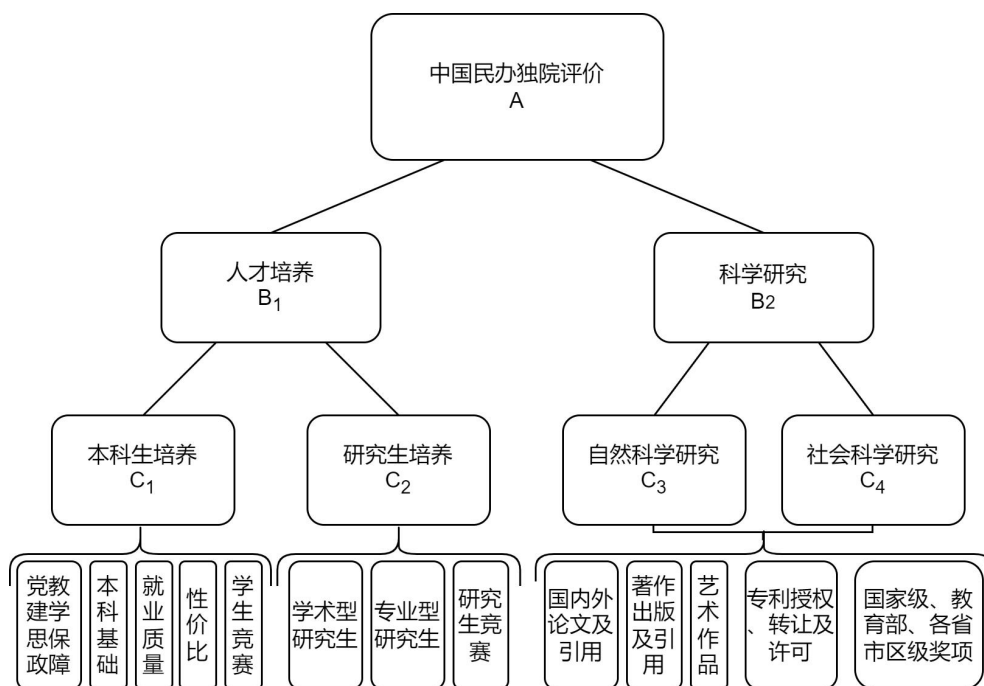 中国民办独院评价
A
人才培养
B1
科学研究
B2
本科生培养
C1
研究生培养
C2
自然科学研究
C3
社会科学研究
C4
党教
建学
思保
政障
本
科
基
础
就
业
质
量
性
价
比
学
生
竞
赛
学术型
研究生
专业型
研究生
研究
生竞
赛
国内外
论文及
引用
著作
出版
及引
用
艺
术
作
品
专利授权
、转让及
许可
国家级、教
育部、各省
市区级奖项